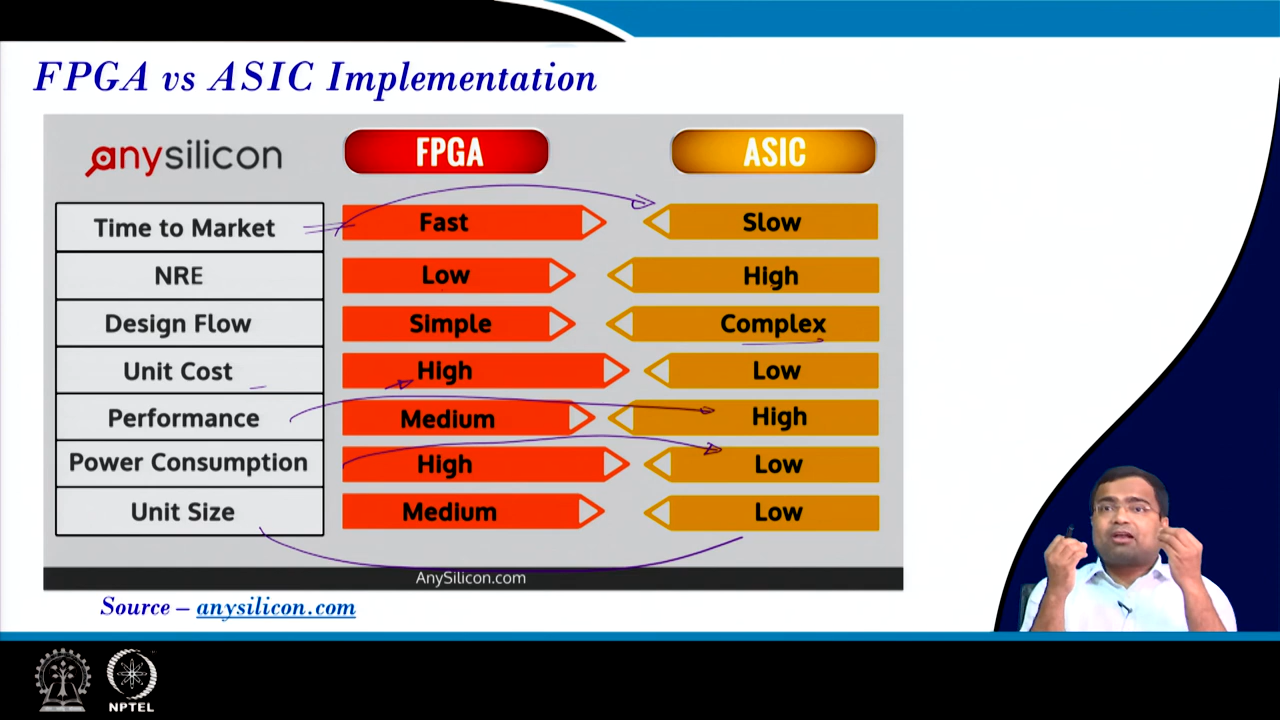 FPGA vs ASIC Implementation
anysilicon FPGA ASIC
Time to Market Fast Slow
NRE Low High
Design Flow Simple Complex
Unit Cost High Low
Performance Medium High
Power Consumption High Low
Unit Size Medium Low
AnySilicon.com
Source – anysilicon.com
NPTEL